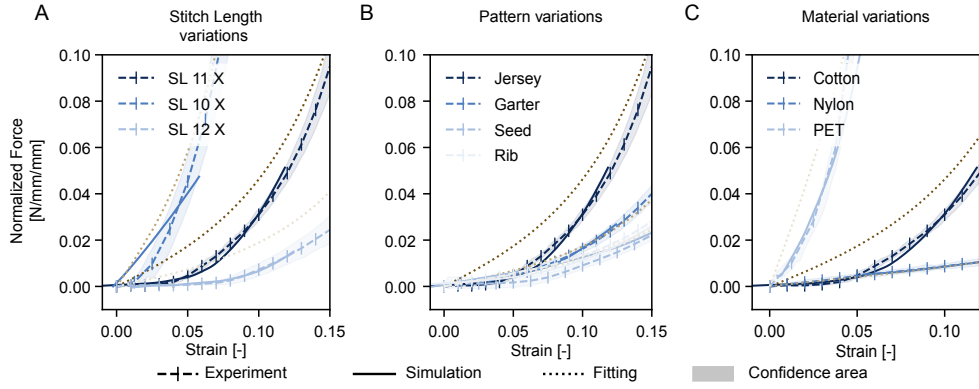 A
Stitch Length
variations
B
Pattern variations
C
Material variations
Normalized Force
[N/mm/mm]
0.10
0.08
0.06
0.04
0.02
0.00
SL 11 X
SL 10 X
SL 12 X
0.00
0.05
0.10
0.15
Strain [-]
0.10
0.08
0.06
0.04
0.02
0.00
Jersey
Garter
Seed
Rib
0.00
0.05
0.10
0.15
Strain [-]
0.10
0.08
0.06
0.04
0.02
0.00
Cotton
Nylon
PET
0.00
0.05
0.10
Strain [-]
Experiment
Simulation
Fitting
Confidence area